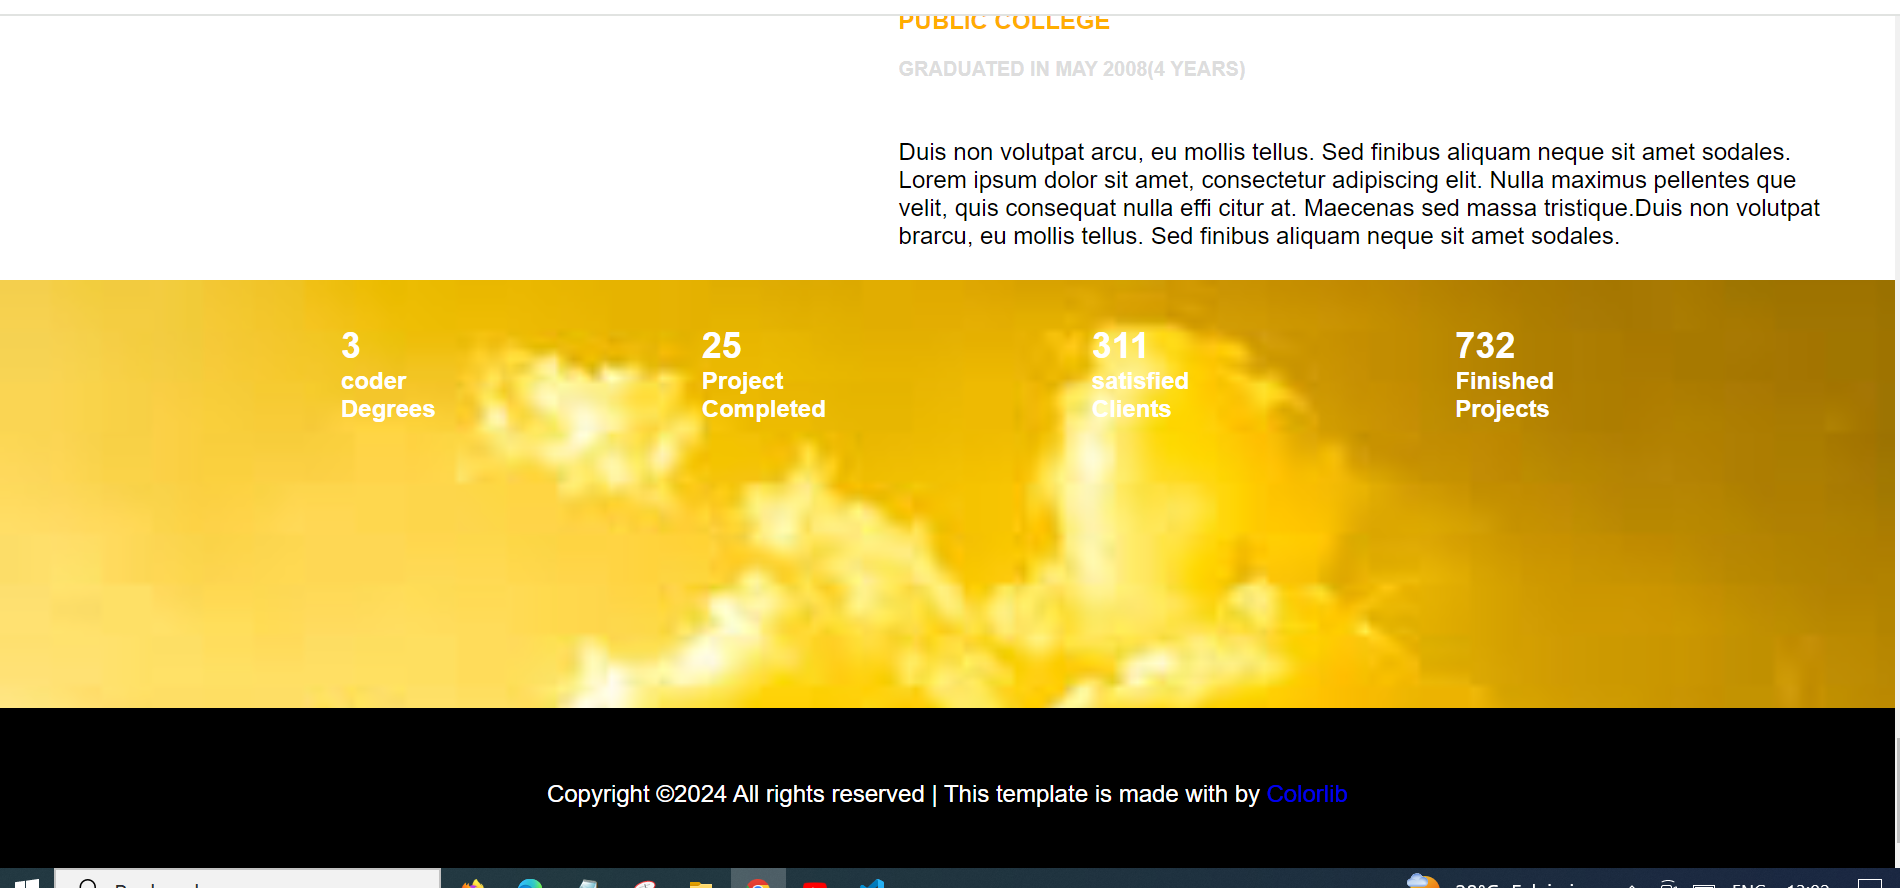 PUBLIC COLLEGE
GRADUATED IN MAY 2008(4 YEARS)
Duis non volutpat arcu, eu mollis tellus. Sed finibus aliquam neque sit amet sodales.
Lorem ipsum dolor sit amet, consectetur adipiscing elit. Nulla maximus pellentes que
velit, quis consequat nulla effi citur at. Maecenas sed massa tristique.Duis non volutpat
brarcu, eu mollis tellus. Sed finibus aliquam neque sit amet sodales.
3
coder
Degrees
25
Project
Completed
311
satisfied
Clients
732
Finished
Projects
Copyright ©2024 All rights reserved | This template is made with by Colorlib